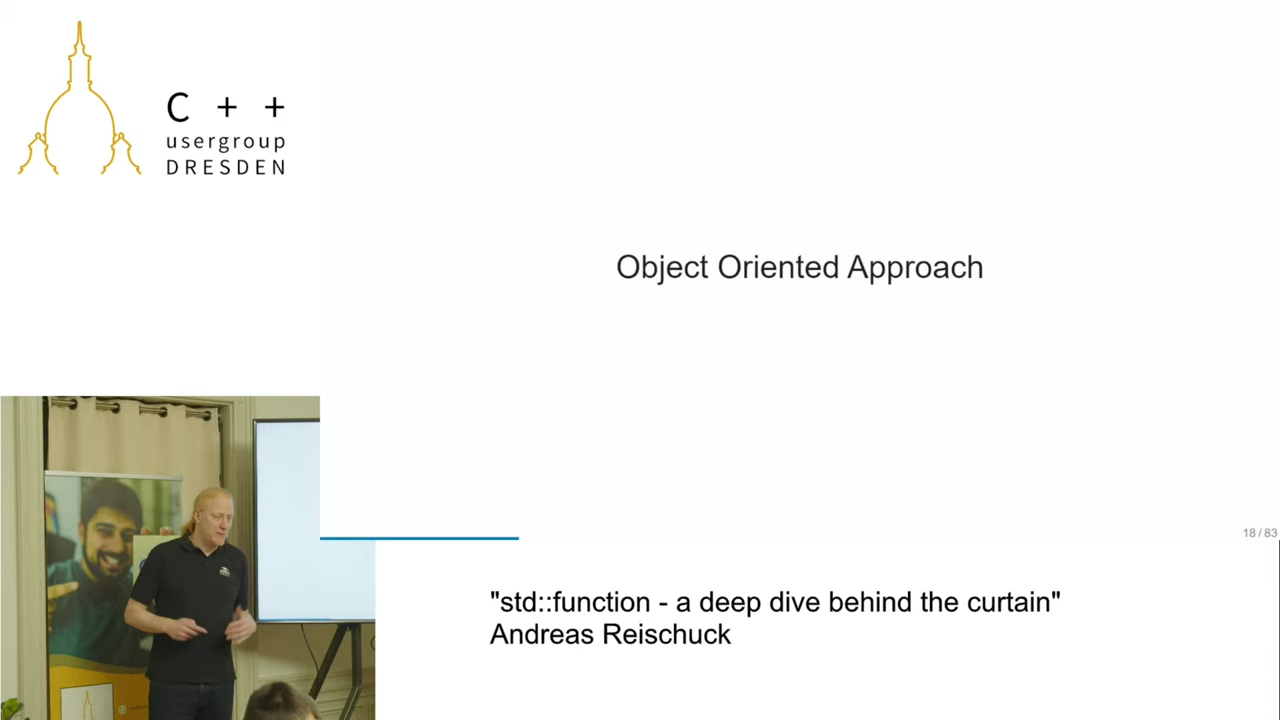 C + +
usergroup
DRESDEN
Object Oriented Approach
18 / 83
"std::function - a deep dive behind the curtain"
Andreas Reischuck